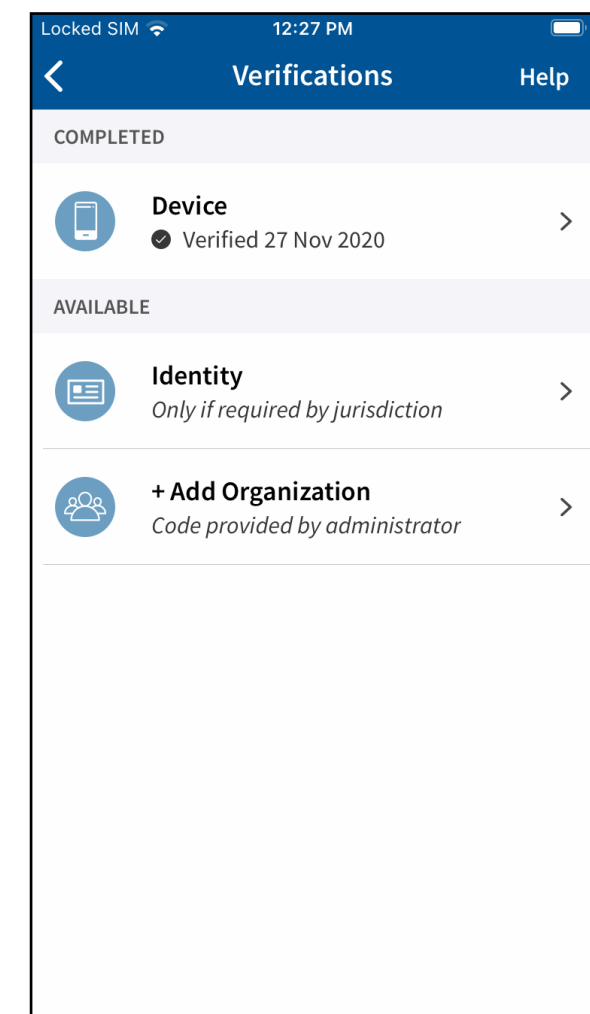 Locked SIM 12:27 PM
Verifications Help
COMPLETED
Device
Verified 27 Nov 2020
AVAILABLE
Identity
Only if required by jurisdiction
+ Add Organization
Code provided by administrator